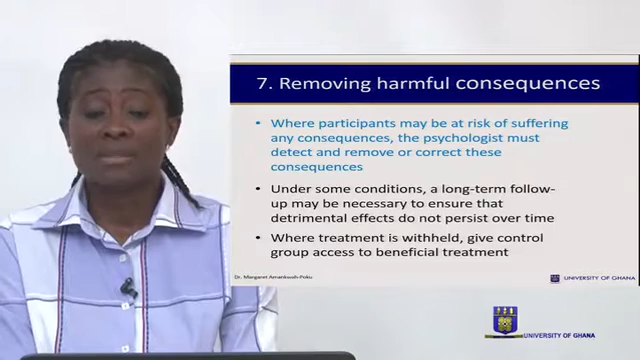 7. Removing harmful consequences
• Where participants may be at risk of suffering
any consequences, the psychologist must
detect and remove or correct these
consequences
• Under some conditions, a long-term follow-
up may be necessary to ensure that
detrimental effects do not persist over time
• Where treatment is withheld, give control
group access to beneficial treatment
Dr. Margaret Amankwah-Poku
UNIVERSITY OF GHANA
UNIVERSITY OF GHANA